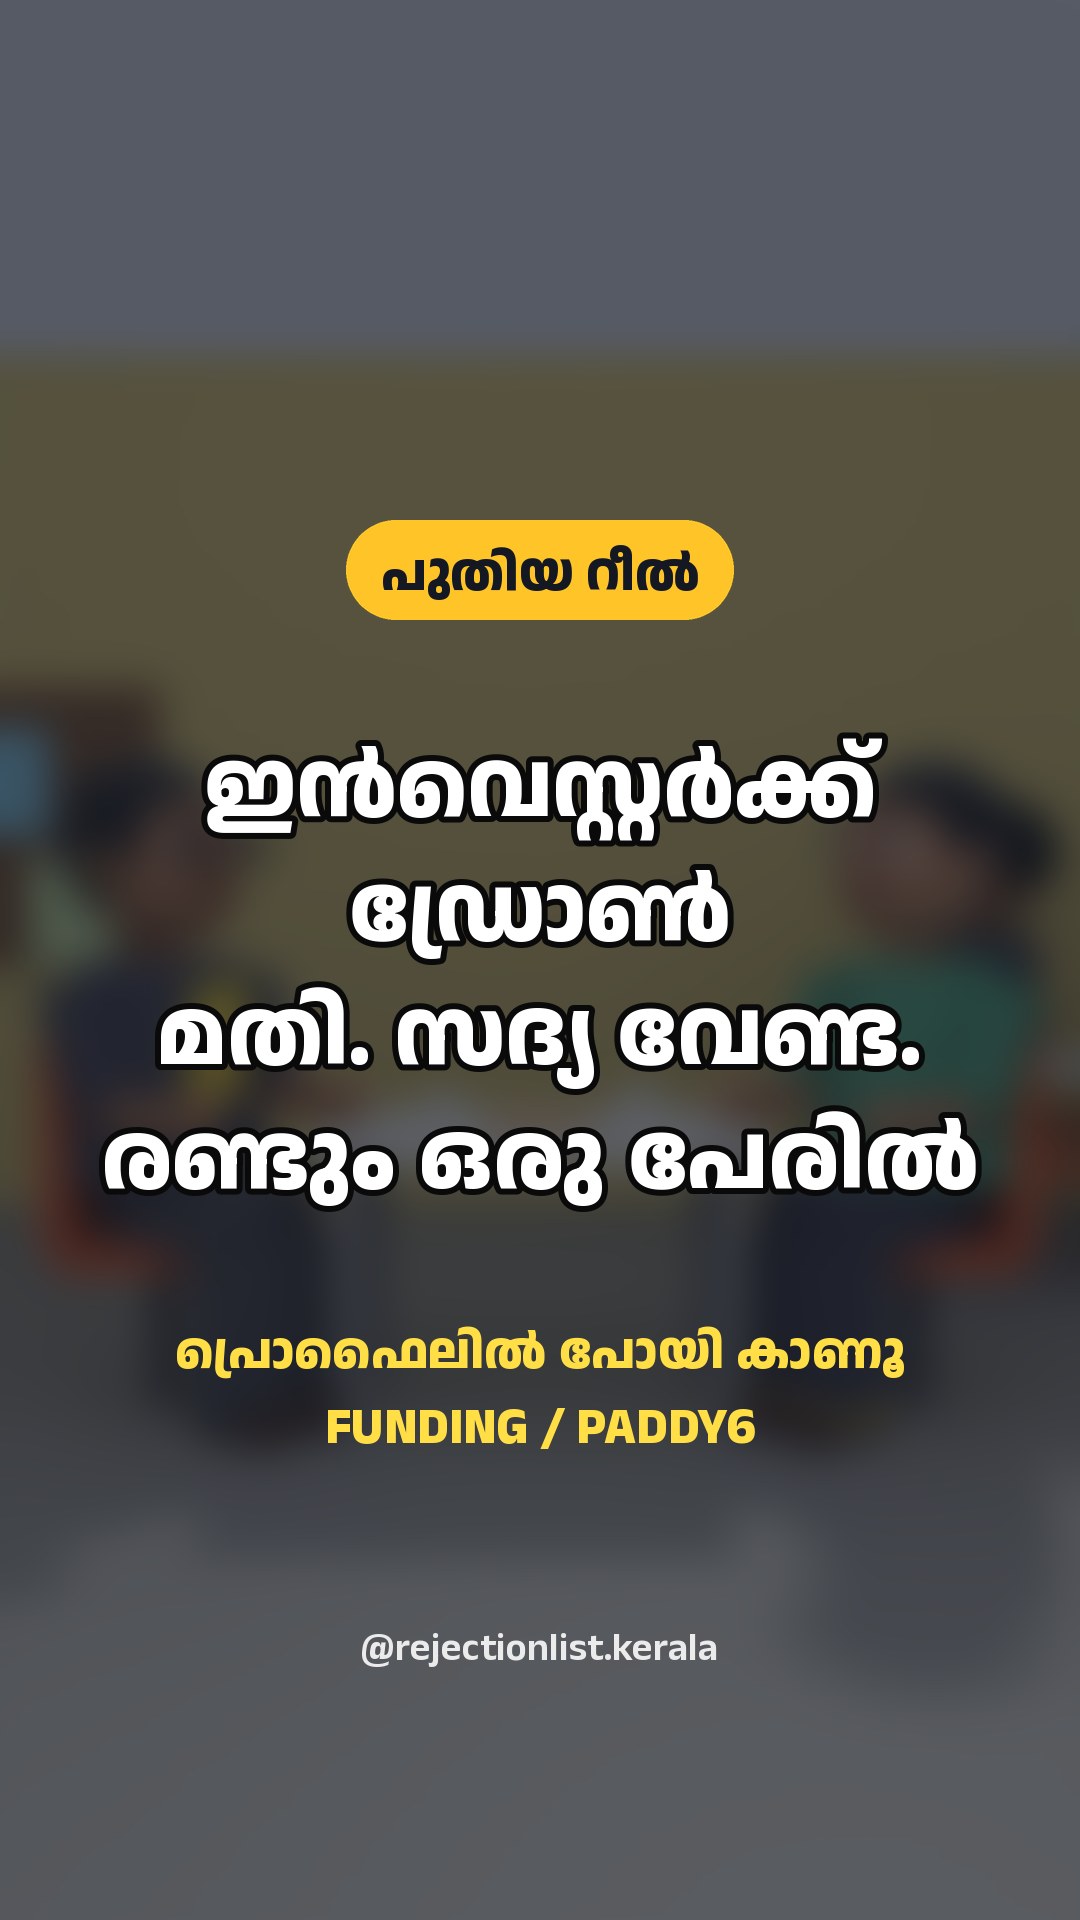 പുതിയ റീൽ
ഇൻവെസ്റ്റർക്ക്
ഡ്രോൺ
മതി. സദ്യ വേണ്ട.
രണ്ടും ഒരു പേരിൽ
പ്രൊഫൈലിൽ പോയി കാണൂ
FUNDING / PADDY6
@rejectionlist.kerala